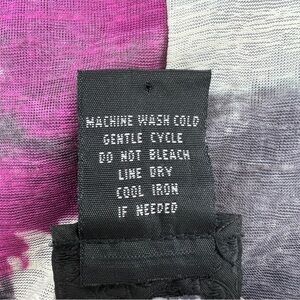 MACHINE WASH COLD
GENTLE CYCLE
DO NOT BLEACH
LINE DRY
COOL IRON
IF NEEDED